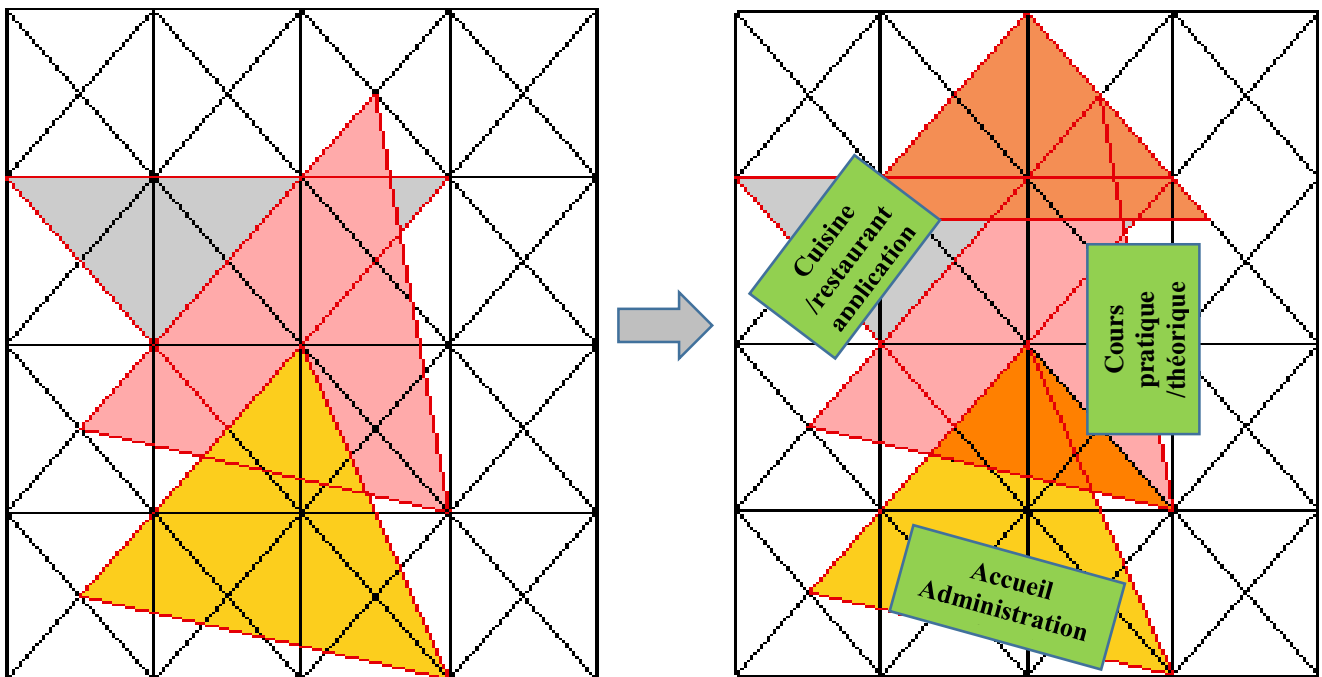 Cuisine
/restaurant
application
Cours
pratique
/théorique
Accueil
Administration